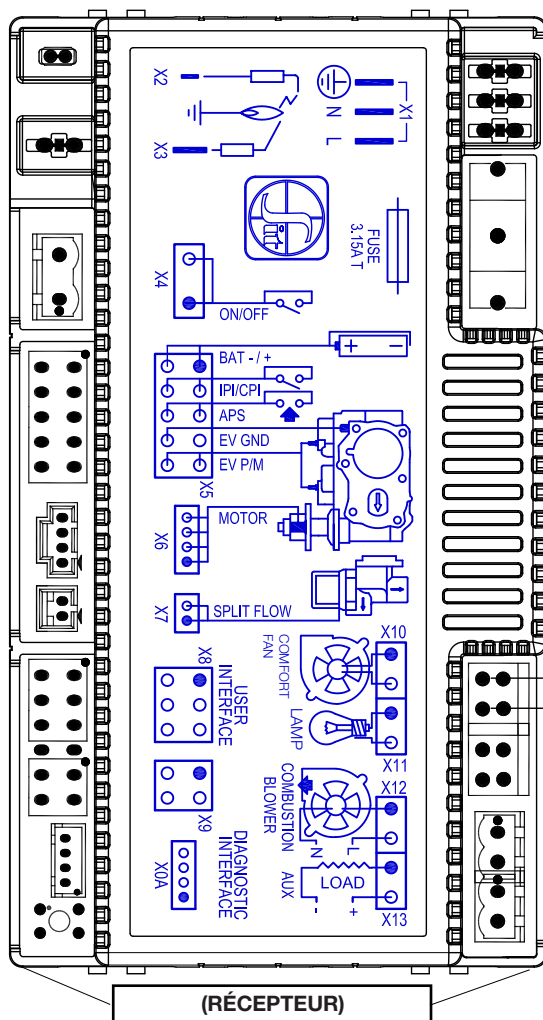 X2
X3
X1
N
L
Sit
FUSE
3.15A T
X4
ON/OFF
BAT - / +
IPI/CPI
APS
EV GND
EV P/M
X5
+ -
X6
MOTOR
X7
SPLIT FLOW
X8
USER
INTERFACE
COMFORT
FAN
X10
LAMP
X11
X9
COMBUSTION
BLOWER
X12
N L
X0A
DIAGNOSTIC
INTERFACE
AUX
LOAD
- +
X13
(RÉCEPTEUR)